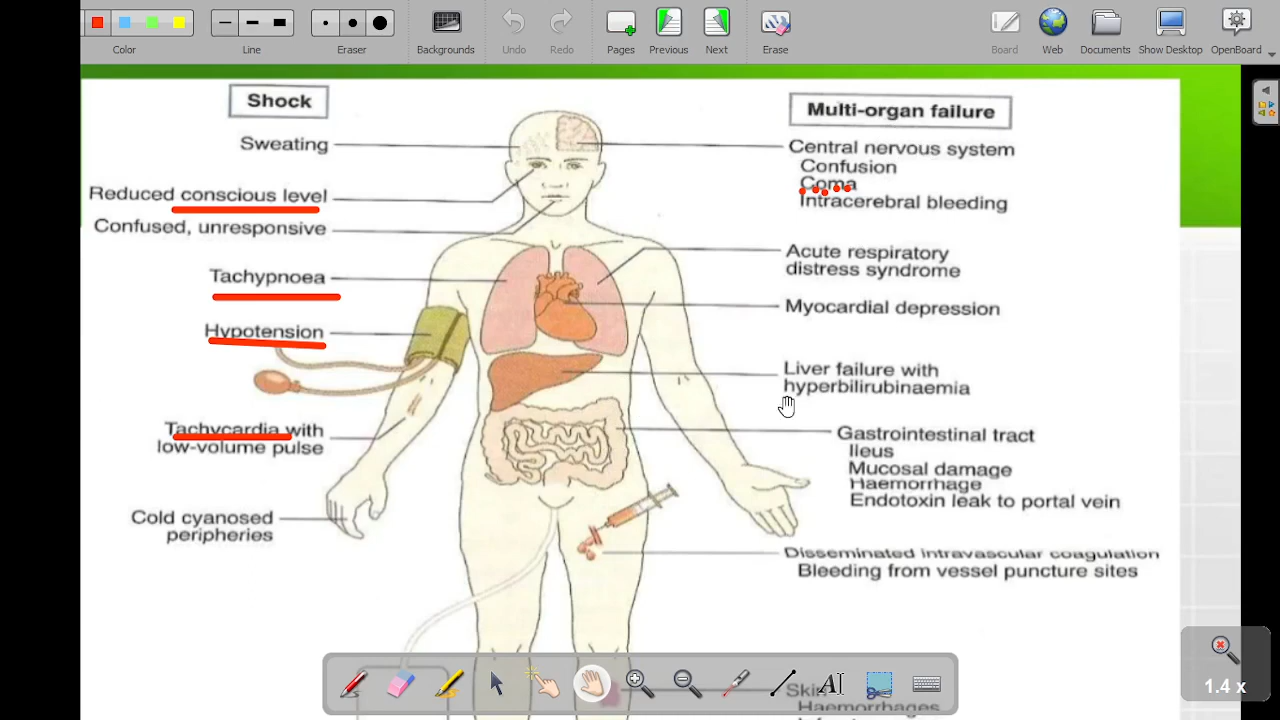 Color
Line
Eraser
Backgrounds
Undo
Redo
Pages
Previous
Next
Erase
Board
Web
Documents
Show Desktop
OpenBoard
Shock
Sweating
Reduced conscious level
Confused, unresponsive
Tachypnoea
Hypotension
Tachycardia with
low-volume pulse
Cold cyanosed
peripheries
Multi-organ failure
Central nervous system
Confusion
Coma
Intracerebral bleeding
Acute respiratory
distress syndrome
Myocardial depression
Liver failure with
hyperbilirubinaemia
Gastrointestinal tract
Ileus
Mucosal damage
Haemorrhage
Endotoxin leak to portal vein
Disseminated intravascular coagulation
Bleeding from vessel puncture sites
Skin
Haemorrhages
1.4 x